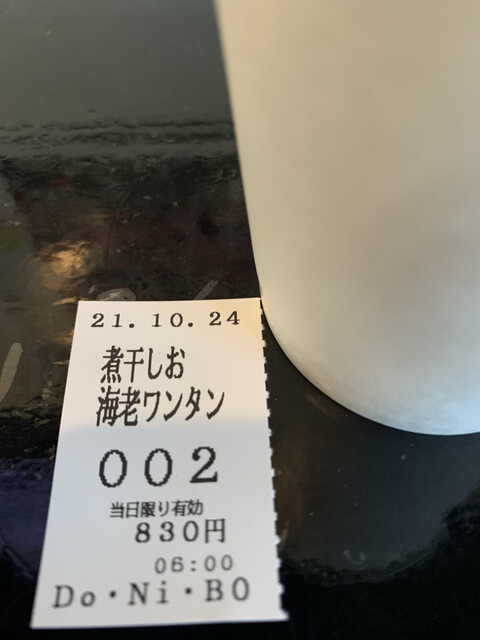 21.10.24
煮干しお
海老ワンタン
002
当日限り有効
830円
06:00
Do・Ni・BO